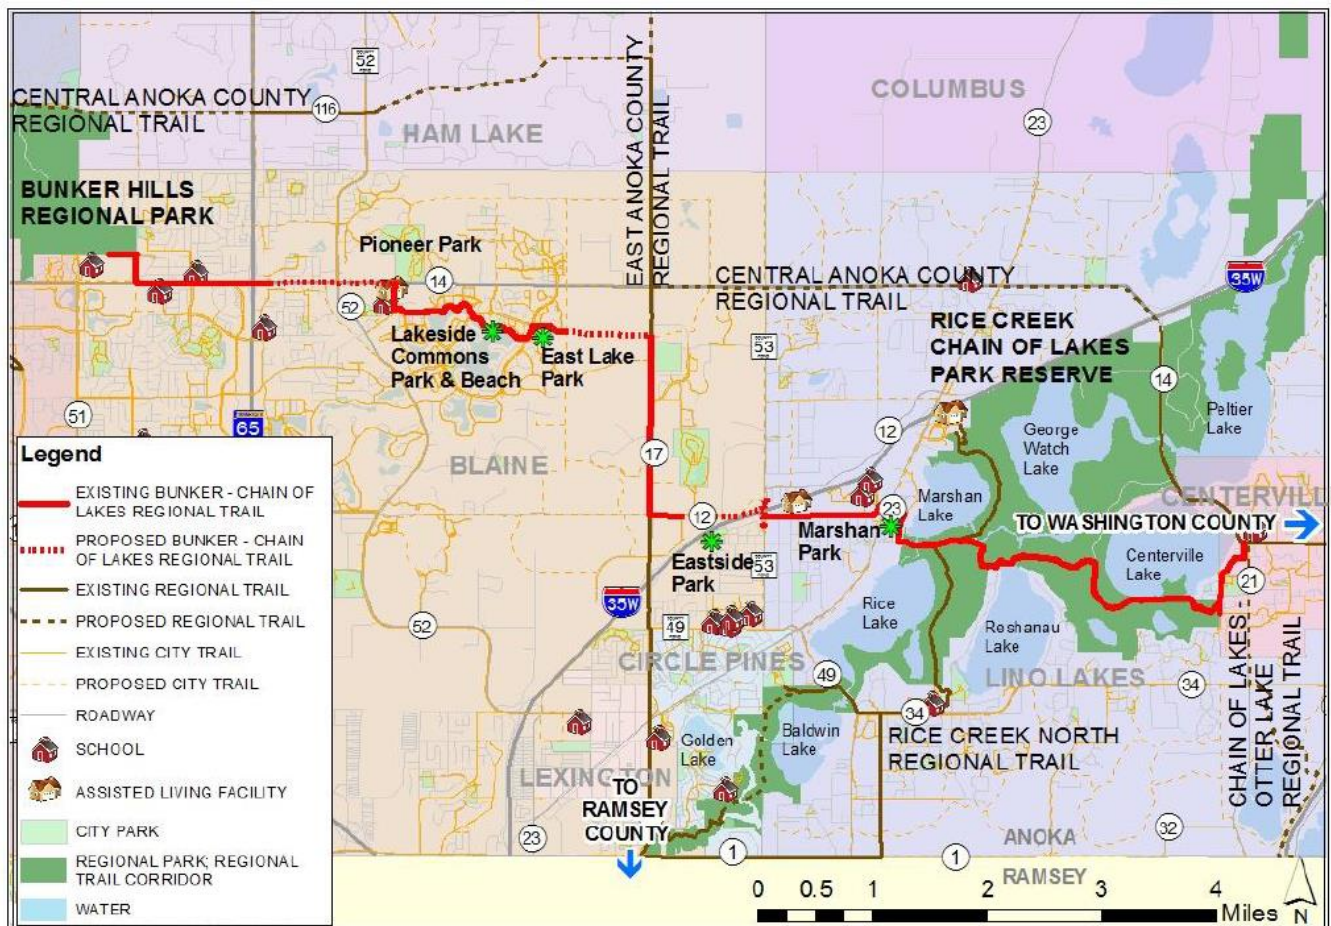 COUNTY
52
COLUMBUS
CENTRAL ANOKA COUNTY
REGIONAL TRAIL
116
HAM LAKE
23
EAST ANOKA COUNTY
REGIONAL TRAIL
BUNKER HILLS
REGIONAL PARK
Pioneer Park
14
CENTRAL ANOKA COUNTY
REGIONAL TRAIL
35W
52
Lakeside
Commons
Park & Beach
East Lake
Park
COUNTY
53
RICE CREEK
CHAIN OF LAKES
PARK RESERVE
14
51
65
Peltier
Lake
George
Watch
Lake
12
17
BLAINE
Marshan
Lake
CENTERVILL
12
23
TO WASHINGTON COUNTY
Marshan
Park
Eastside
Park
COUNTY
53
Centerville
Lake
21
35W
Rice
Lake
Reshanau
Lake
52
COUNTY
49
CIRCLE PINES
49
LINO LAKES
34
34
CHAIN OF LAKES -
OTTER LAKE
REGIONAL TRAIL
Golden
Lake
Baldwin
Lake
RICE CREEK NORTH
REGIONAL TRAIL
LEXINGTON
TO
RAMSEY
COUNTY
23
1
1
32
ANOKA
RAMSEY
Legend
EXISTING BUNKER - CHAIN OF
LAKES REGIONAL TRAIL
PROPOSED BUNKER - CHAIN
OF LAKES REGIONAL TRAIL
EXISTING REGIONAL TRAIL
PROPOSED REGIONAL TRAIL
EXISTING CITY TRAIL
PROPOSED CITY TRAIL
ROADWAY
SCHOOL
ASSISTED LIVING FACILITY
CITY PARK
REGIONAL PARK; REGIONAL
TRAIL CORRIDOR
WATER
0 0.5 1 2 3 4
Miles
N